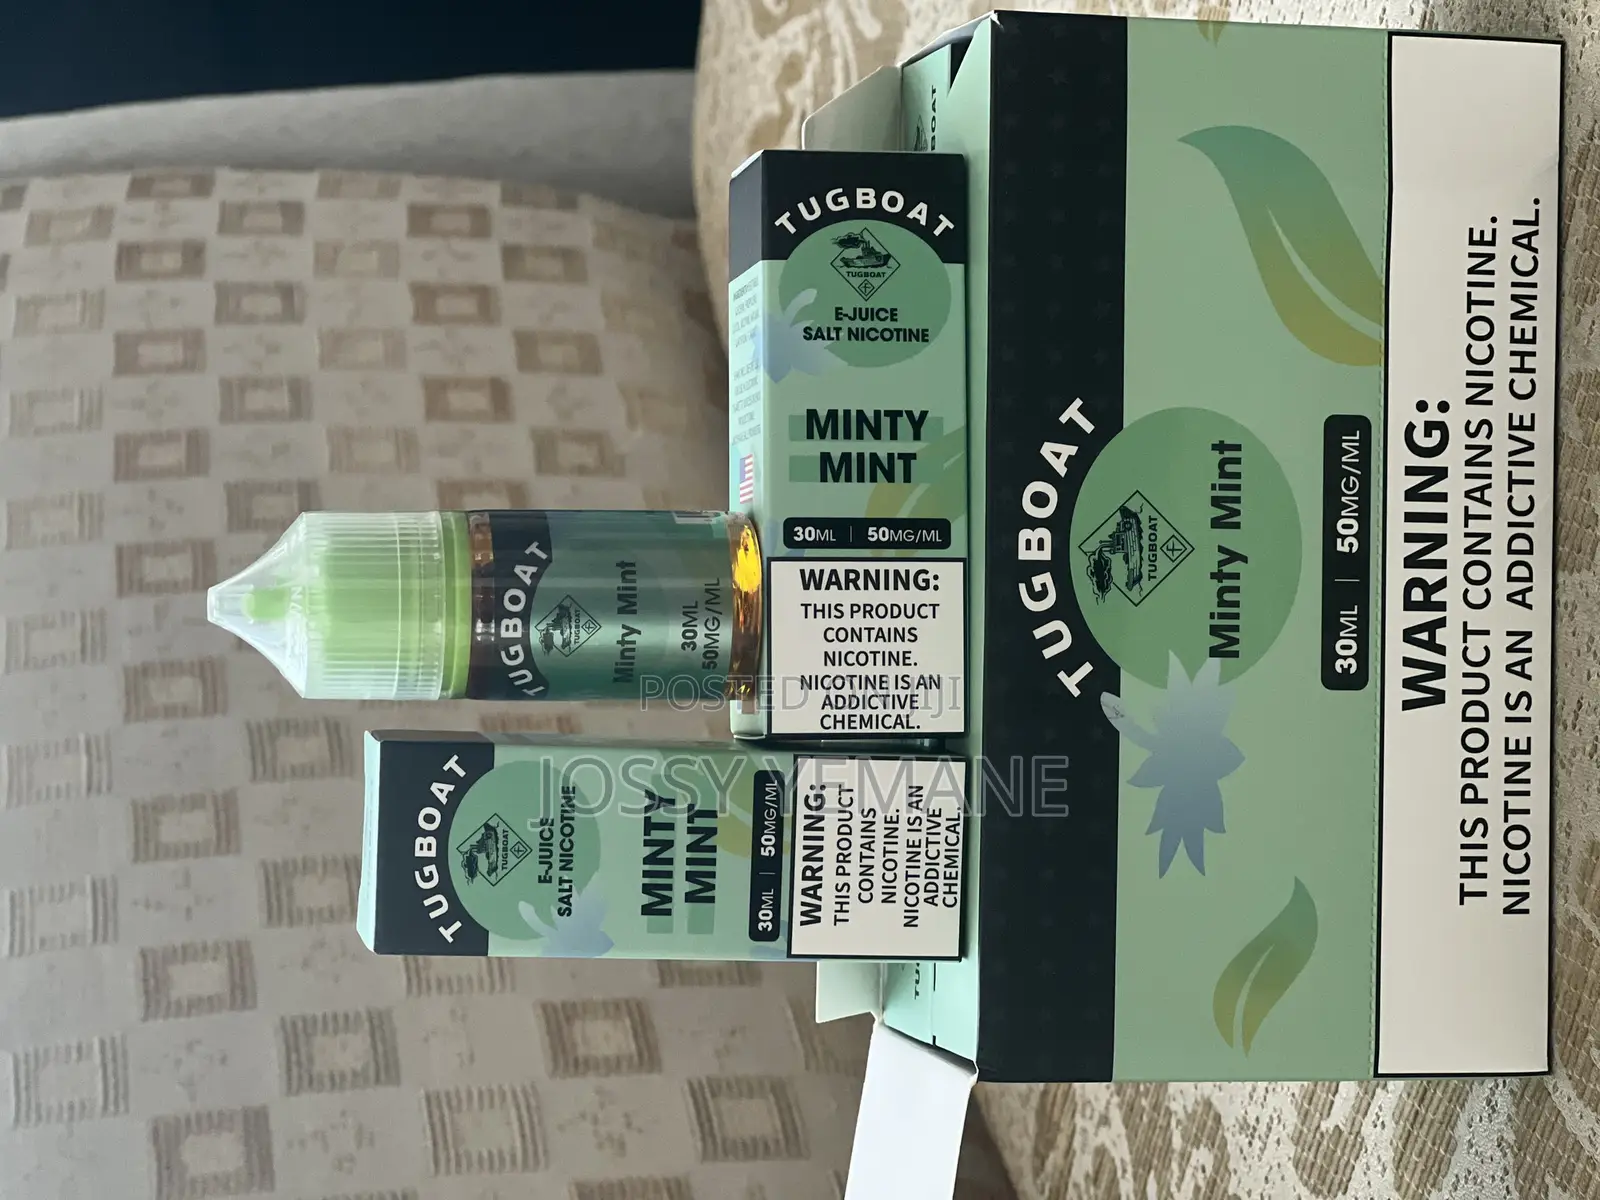 TUGBOAT
TUGBOAT
E-JUICE
SALT NICOTINE
MINTY
MINT
30ML | 50MG/ML
WARNING:
THIS PRODUCT
CONTAINS
NICOTINE.
NICOTINE IS AN
ADDICTIVE
CHEMICAL.
TUGBOAT
TUGBOAT
Minty Mint
30ML
50MG/ML
TUGBOAT
TUGBOAT
E-JUICE
SALT NICOTINE
MINTY
MINT
30ML | 50MG/ML
WARNING:
THIS PRODUCT
CONTAINS
NICOTINE.
NICOTINE IS AN
ADDICTIVE
CHEMICAL.
TUGBOAT
TUGBOAT
Minty Mint
30ML | 50MG/ML
WARNING:
THIS PRODUCT CONTAINS NICOTINE.
NICOTINE IS AN ADDICTIVE CHEMICAL.
POSTED ON JIJI
JOSSY YEMANE